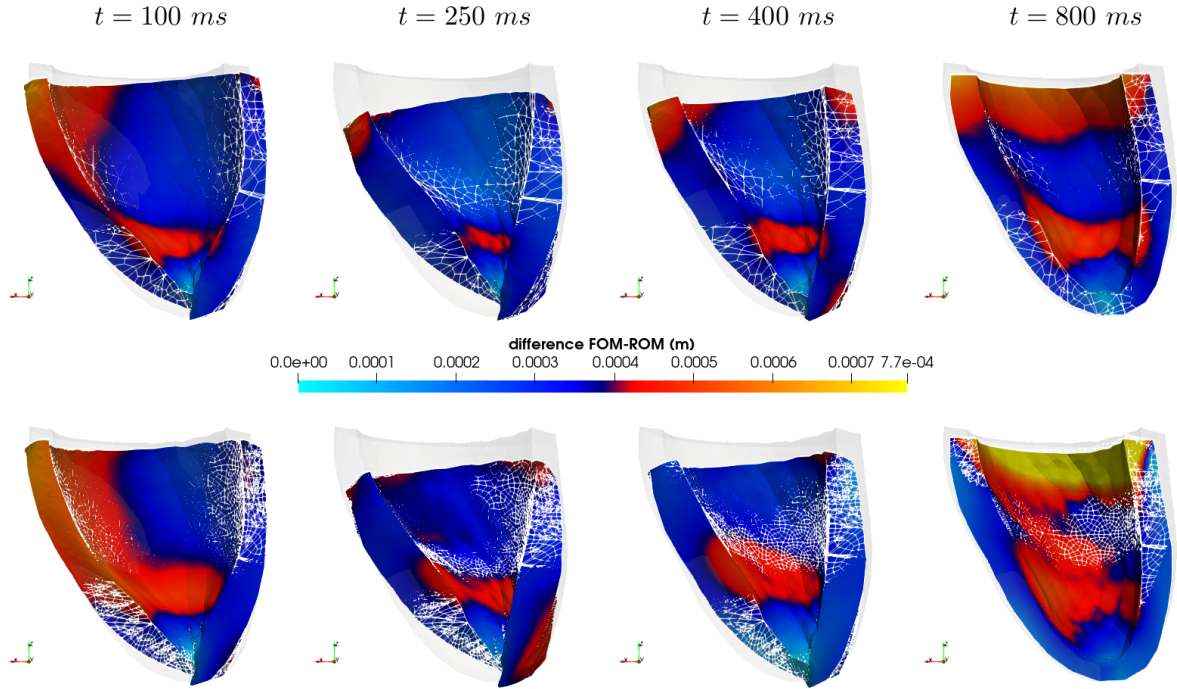 t = 100 ms
t = 250 ms
t = 400 ms
t = 800 ms
difference FOM-ROM (m)
0.0e+00 0.0001 0.0002 0.0003 0.0004 0.0005 0.0006 0.0007 7.7e-04